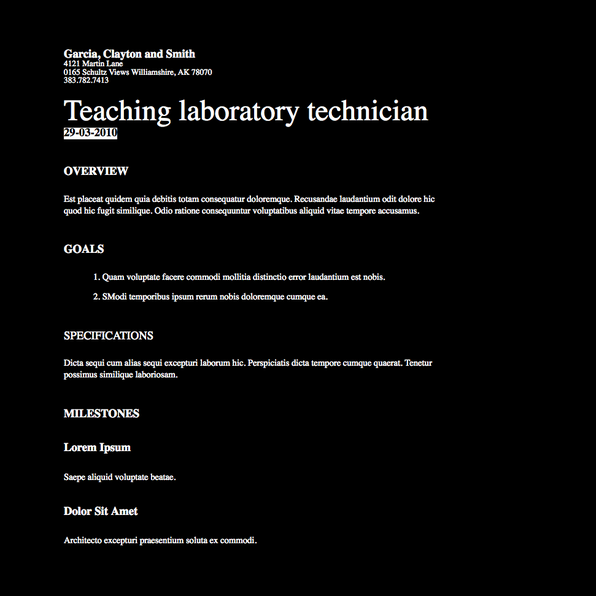 Garcia, Clayton and Smith
4121 Martin Lane
0165 Schultz Views Williamshire, AK 78070
383.782.7413
Teaching laboratory technician
29-03-2010
OVERVIEW
Est placeat quidem quia debitis totam consequatur doloremque. Recusandae laudantium odit dolore hic
quod hic fugit similique. Odio ratione consequuntur voluptatibus aliquid vitae tempore accusamus.
GOALS
1. Quam voluptate facere commodi mollitia distinctio error laudantium est nobis.
2. SModi temporibus ipsum rerum nobis doloremque cumque ea.
SPECIFICATIONS
Dicta sequi cum alias sequi excepturi laborum hic. Perspiciatis dicta tempore cumque quaerat. Tenetur
possimus similique laboriosam.
MILESTONES
Lorem Ipsum
Saepe aliquid voluptate beatae.
Dolor Sit Amet
Architecto excepturi praesentium soluta ex commodi.